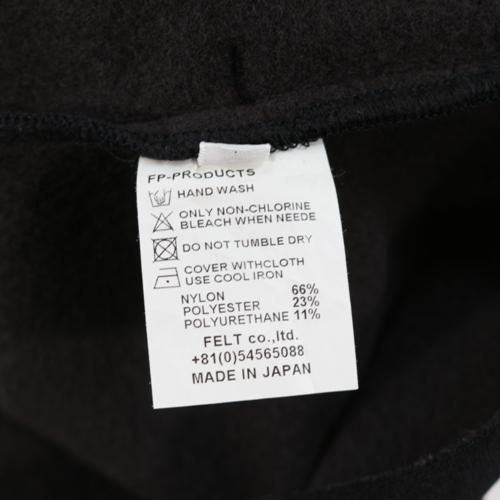 FP-PRODUCTS
HAND WASH
ONLY NON-CHLORINE
BLEACH WHEN NEEDE
DO NOT TUMBLE DRY
COVER WITHCLOTH
USE COOL IRON
NYLON 66%
POLYESTER 23%
POLYURETHANE 11%
FELT co.,ltd.
+81(0)54565088
MADE IN JAPAN